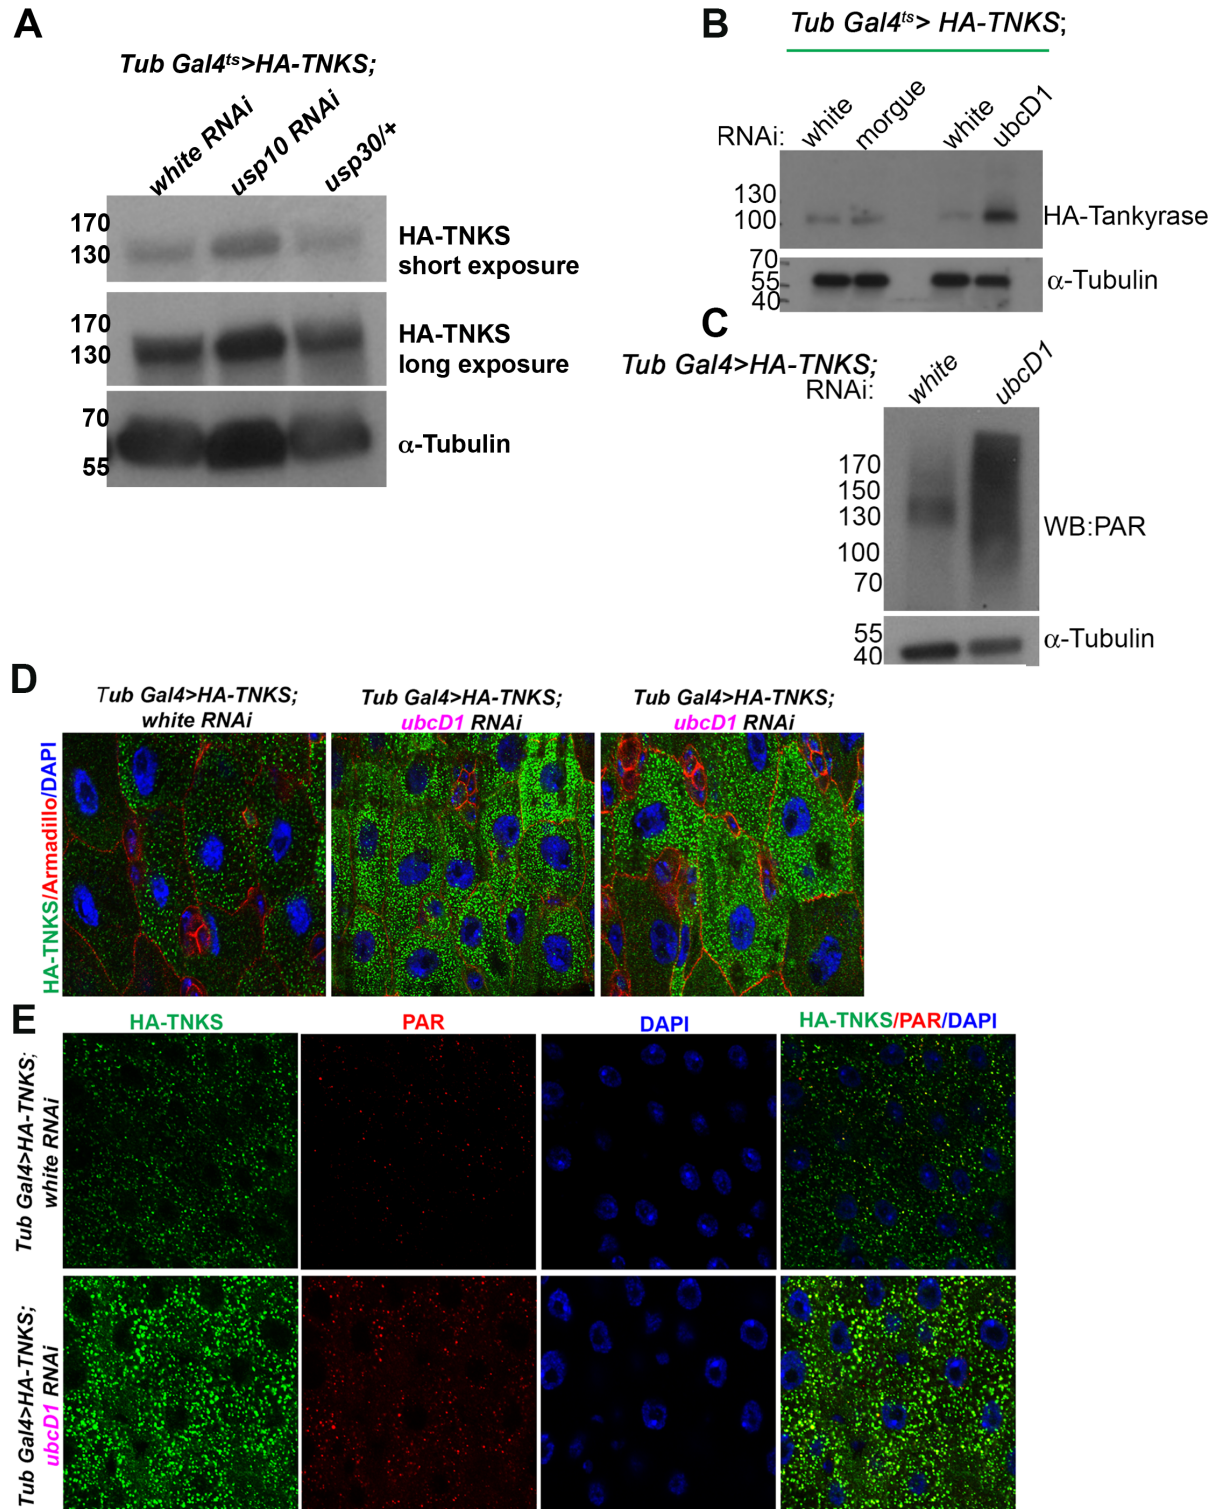 A
Tub Gal4ts>HA-TNKS;
white RNAi
usp10 RNAi
usp30/+
170
130
HA-TNKS
short exposure
170
130
HA-TNKS
long exposure
70
55
α-Tubulin
B
Tub Gal4ts> HA-TNKS;
RNAi:
white
morgue
white
ubcD1
130
100
HA-Tankyrase
70
55
40
α-Tubulin
C
Tub Gal4>HA-TNKS;
RNAi:
white
ubcD1
170
150
130
100
70
WB:PAR
55
40
α-Tubulin
D
Tub Gal4>HA-TNKS;
white RNAi
Tub Gal4>HA-TNKS;
ubcD1 RNAi
Tub Gal4>HA-TNKS;
ubcD1 RNAi
HA-TNKS/Armadillo/DAPI
E
HA-TNKS
PAR
DAPI
HA-TNKS/PAR/DAPI
Tub Gal4>HA-TNKS;
white RNAi
Tub Gal4>HA-TNKS;
ubcD1 RNAi